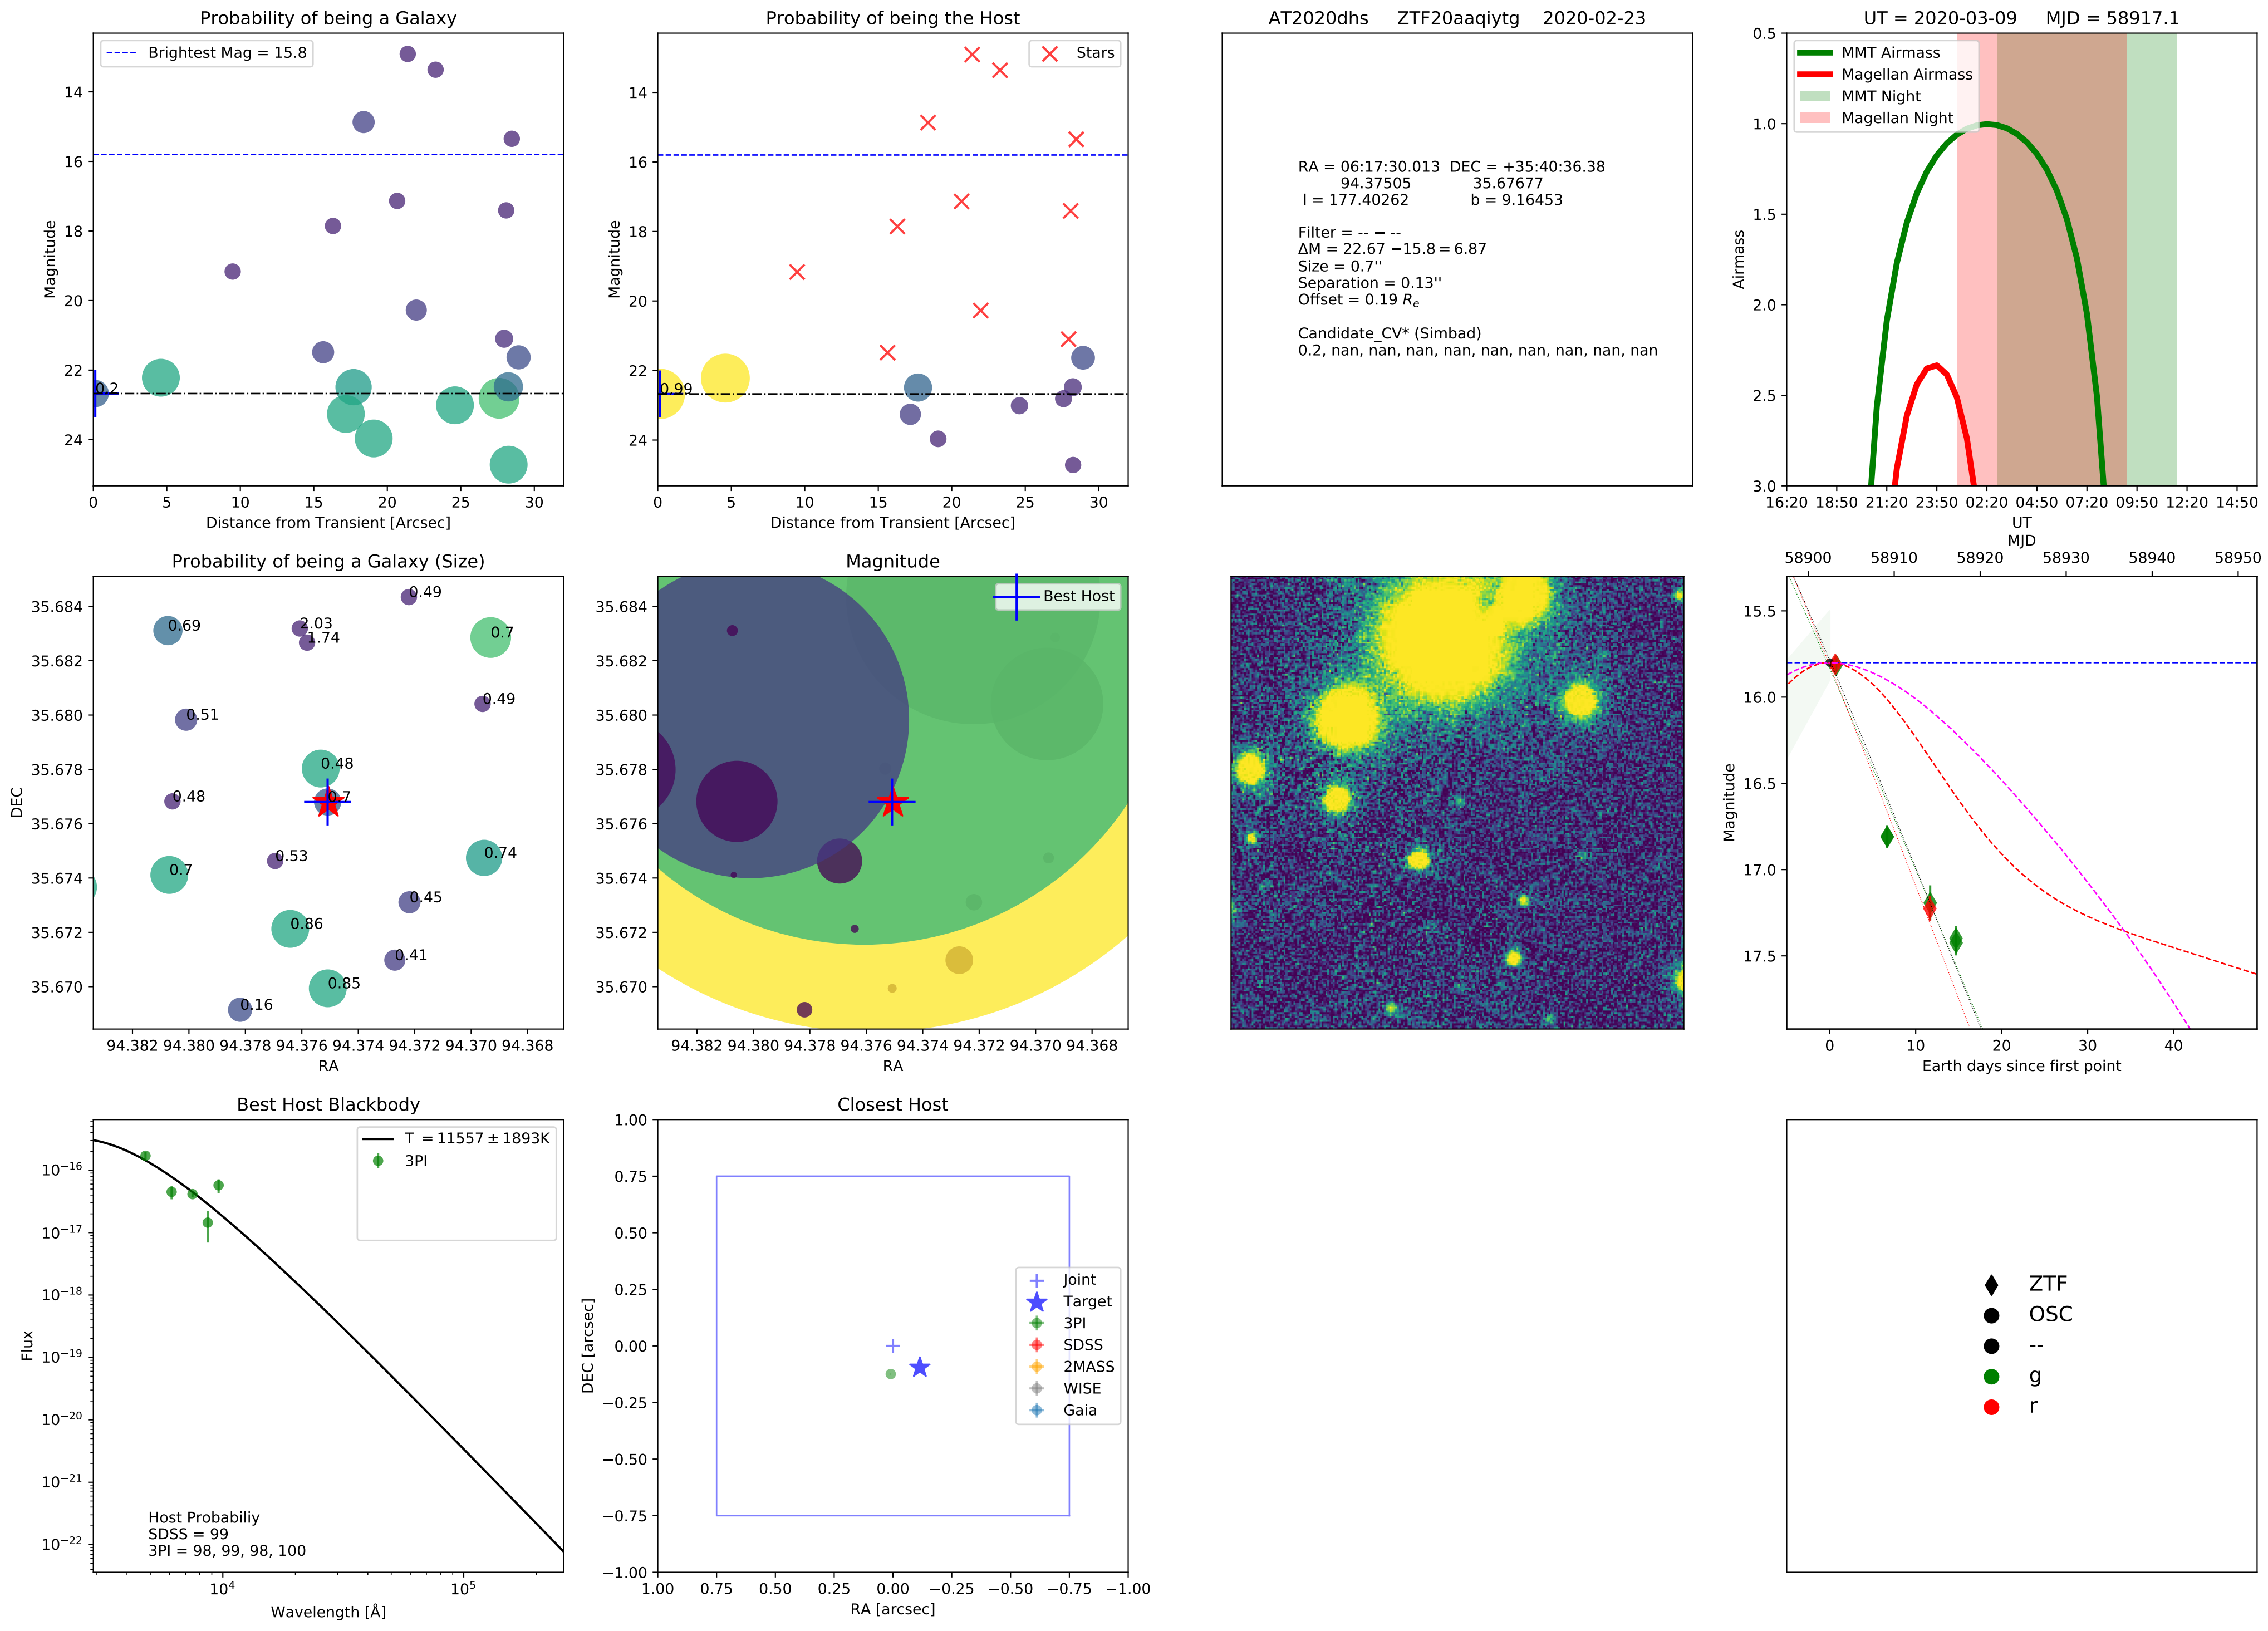 Probability of being a Galaxy
Brightest Mag = 15.8
14
16
18
20
22
24
Magnitude
0.2
0 5 10 15 20 25 30
Distance from Transient [Arcsec]
Probability of being the Host
Stars
14
16
18
20
22
24
Magnitude
0.99
0 5 10 15 20 25 30
Distance from Transient [Arcsec]
AT2020dhs ZTF20aaqiytg 2020-02-23
RA = 06:17:30.013 DEC = +35:40:36.38
94.37505 35.67677
l = 177.40262 b = 9.16453
Filter = -- − --
ΔM = 22.67 −15.8 = 6.87
Size = 0.7''
Separation = 0.13''
Offset = 0.19 Re
Candidate_CV* (Simbad)
0.2, nan, nan, nan, nan, nan, nan, nan, nan, nan
UT = 2020-03-09 MJD = 58917.1
MMT Airmass
Magellan Airmass
MMT Night
Magellan Night
0.5
1.0
1.5
2.0
2.5
3.0
Airmass
16:20 18:50 21:20 23:50 02:20 04:50 07:20 09:50 12:20 14:50
UT
Probability of being a Galaxy (Size)
35.684
35.682
35.680
35.678
35.676
35.674
35.672
35.670
DEC
0.49
0.69
2.03
1.74
0.7
0.49
0.51
0.48
0.48
0.7
0.53
0.74
0.7
0.45
0.86
0.41
0.85
0.16
94.382 94.380 94.378 94.376 94.374 94.372 94.370 94.368
RA
Magnitude
Best Host
35.684
35.682
35.680
35.678
35.676
35.674
35.672
35.670
94.382 94.380 94.378 94.376 94.374 94.372 94.370 94.368
RA
MJD
58900 58910 58920 58930 58940 58950
15.5
16.0
16.5
17.0
17.5
Magnitude
0 10 20 30 40
Earth days since first point
Best Host Blackbody
T = 11557 ± 1893K
3PI
10−16
10−17
10−18
10−19
10−20
10−21
10−22
Flux
Host Probabiliy
SDSS = 99
3PI = 98, 99, 98, 100
10^4 10^5
Wavelength [Å]
Closest Host
1.00
0.75
0.50
0.25
0.00
−0.25
−0.50
−0.75
−1.00
DEC [arcsec]
Joint
Target
3PI
SDSS
2MASS
WISE
Gaia
1.00 0.75 0.50 0.25 0.00 −0.25 −0.50 −0.75 −1.00
RA [arcsec]
ZTF
OSC
--
g
r